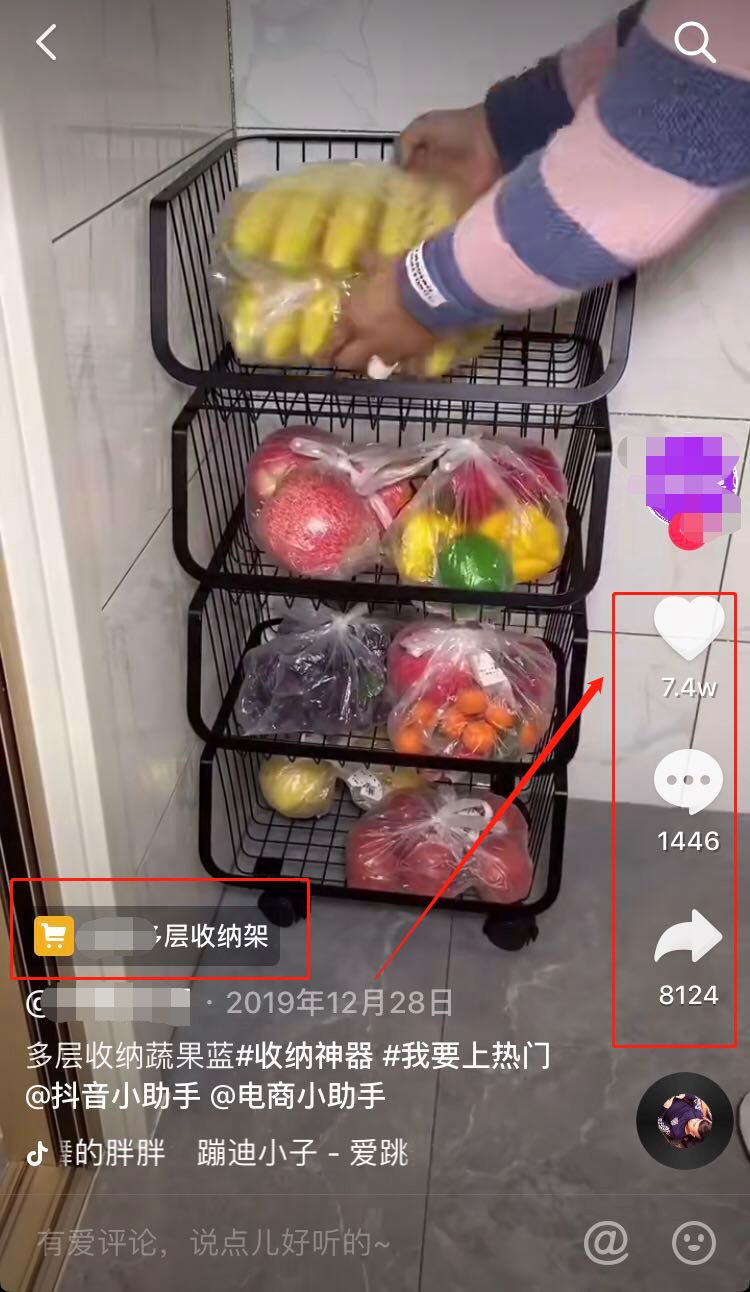 7.4w
1446
8124
多层收纳架
@ · 2019年12月28日
多层收纳蔬果蓝#收纳神器 #我要上热门
@抖音小助手 @电商小助手
的胖胖 蹦迪小子 - 爱跳
有爱评论，说点儿好听的~
@